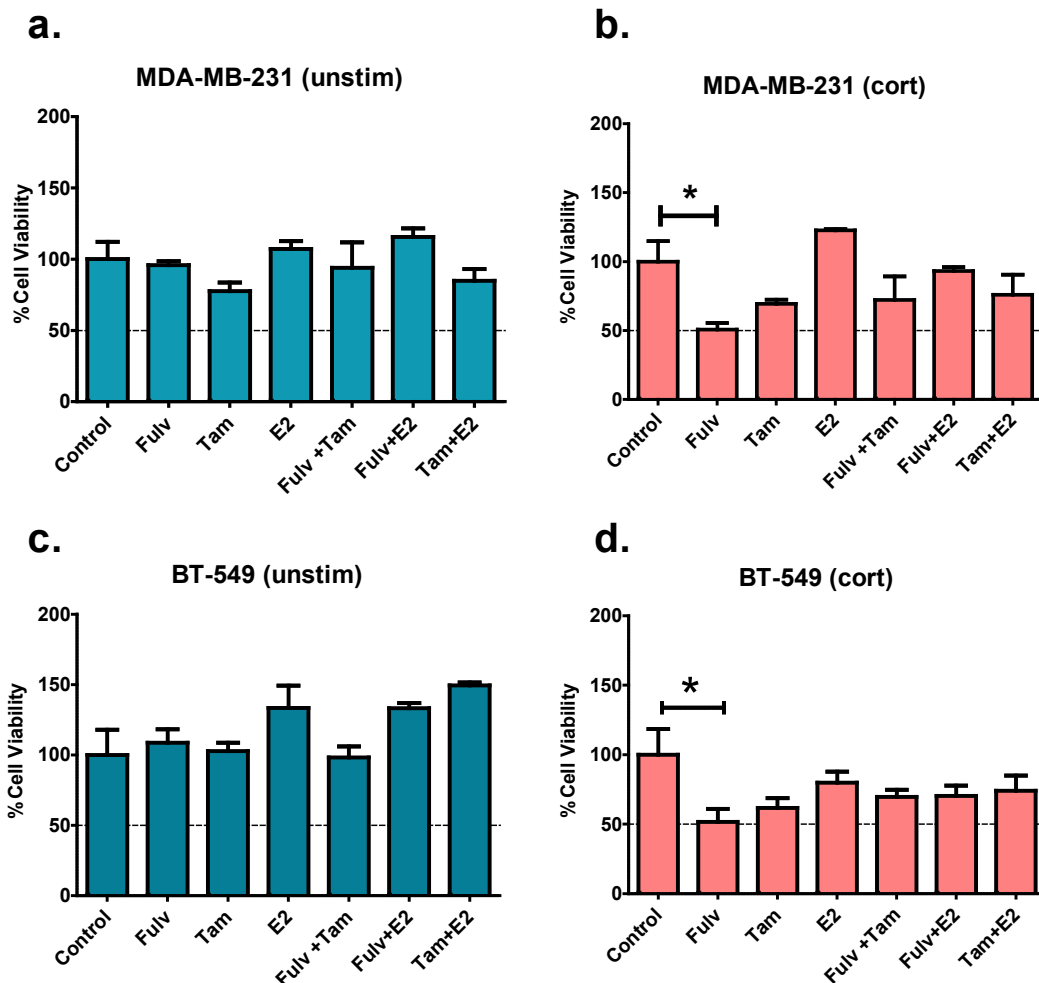 a.
MDA-MB-231 (unstim)
%Cell Viability
200
150
100
50
0
Control
Fulv
Tam
E2
Fulv +Tam
Fulv+E2
Tam+E2
b.
MDA-MB-231 (cort)
%Cell Viability
200
150
100
50
0
*
Control
Fulv
Tam
E2
Fulv +Tam
Fulv+E2
Tam+E2
c.
BT-549 (unstim)
%Cell Viability
200
150
100
50
0
Control
Fulv
Tam
E2
Fulv +Tam
Fulv+E2
Tam+E2
d.
BT-549 (cort)
%Cell Viability
200
150
100
50
0
*
Control
Fulv
Tam
E2
Fulv +Tam
Fulv+E2
Tam+E2